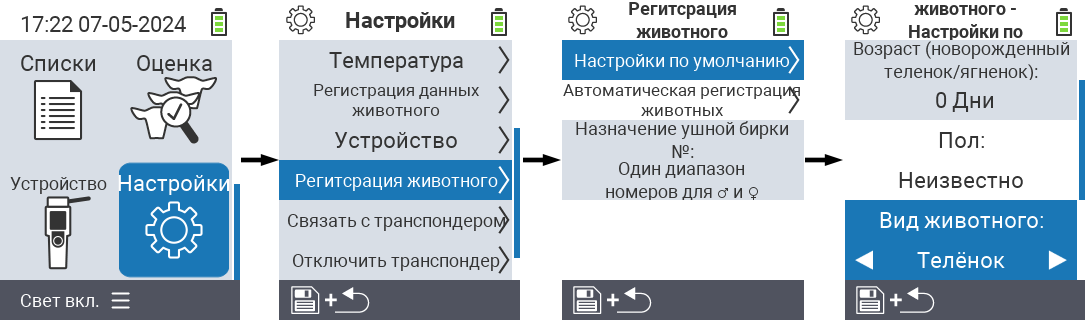 17:22 07-05-2024
Списки
Оценка
Устройство
Настройки
Свет вкл.
Настройки
Температура
Регистрация данных
животного
Устройство
Регитсрация животного
Связать с транспондером
Отключить транспондер
+
Регитсрация
животного
Настройки по умолчанию
Автоматическая регистрация
животных
Назначение ушной бирки
№:
Один диапазон
номеров для ♂ и ♀
+
животного -
Настройки по
Возраст (новорожденный
теленок/ягненок):
0 Дни
Пол:
Неизвестно
Вид животного:
Телёнок
+